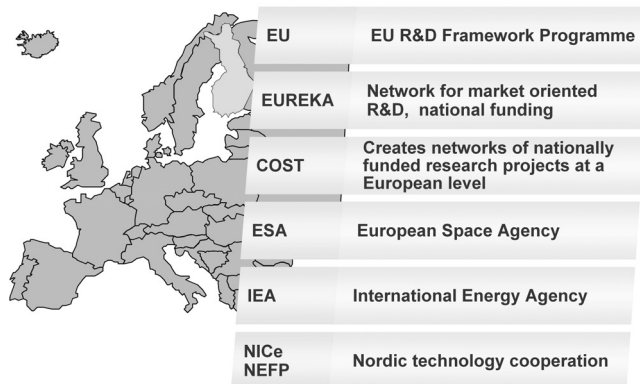 EU EU R&D Framework Programme
EUREKA Network for market oriented
R&D, national funding
COST Creates networks of nationally
funded research projects at a
European level
ESA European Space Agency
IEA International Energy Agency
NICe
NEFP Nordic technology cooperation